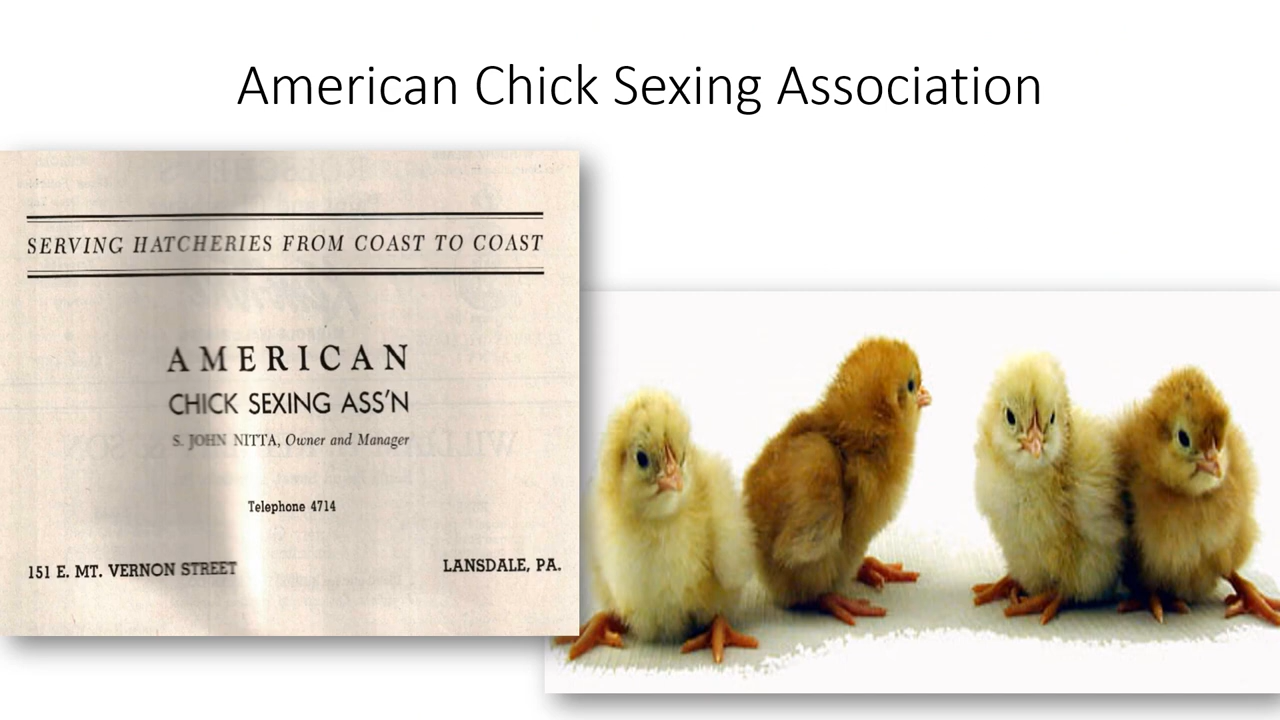 American Chick Sexing Association
SERVING HATCHERIES FROM COAST TO COAST
AMERICAN
CHICK SEXING ASS'N
S. JOHN NITTA, Owner and Manager
Telephone 4714
151 E. MT. VERNON STREET LANSDALE, PA.